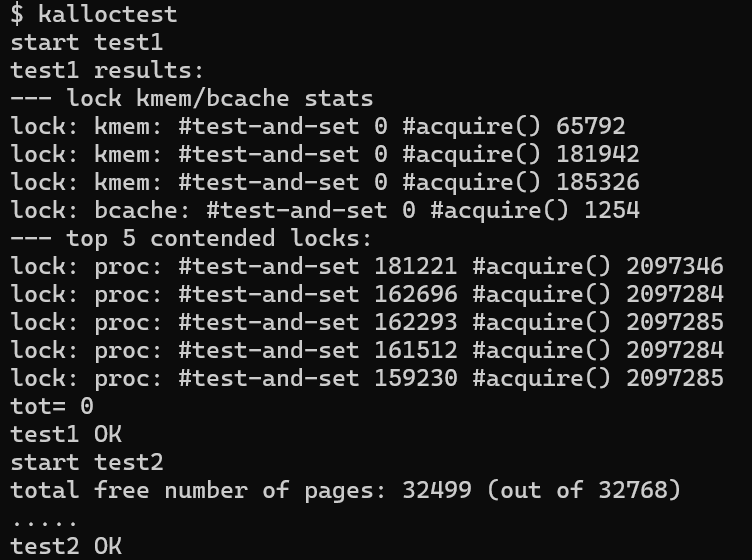 $ kalloctest
start test1
test1 results:
--- lock kmem/bcache stats
lock: kmem: #test-and-set 0 #acquire() 65792
lock: kmem: #test-and-set 0 #acquire() 181942
lock: kmem: #test-and-set 0 #acquire() 185326
lock: bcache: #test-and-set 0 #acquire() 1254
--- top 5 contended locks:
lock: proc: #test-and-set 181221 #acquire() 2097346
lock: proc: #test-and-set 162696 #acquire() 2097284
lock: proc: #test-and-set 162293 #acquire() 2097285
lock: proc: #test-and-set 161512 #acquire() 2097284
lock: proc: #test-and-set 159230 #acquire() 2097285
tot= 0
test1 OK
start test2
total free number of pages: 32499 (out of 32768)
.....
test2 OK